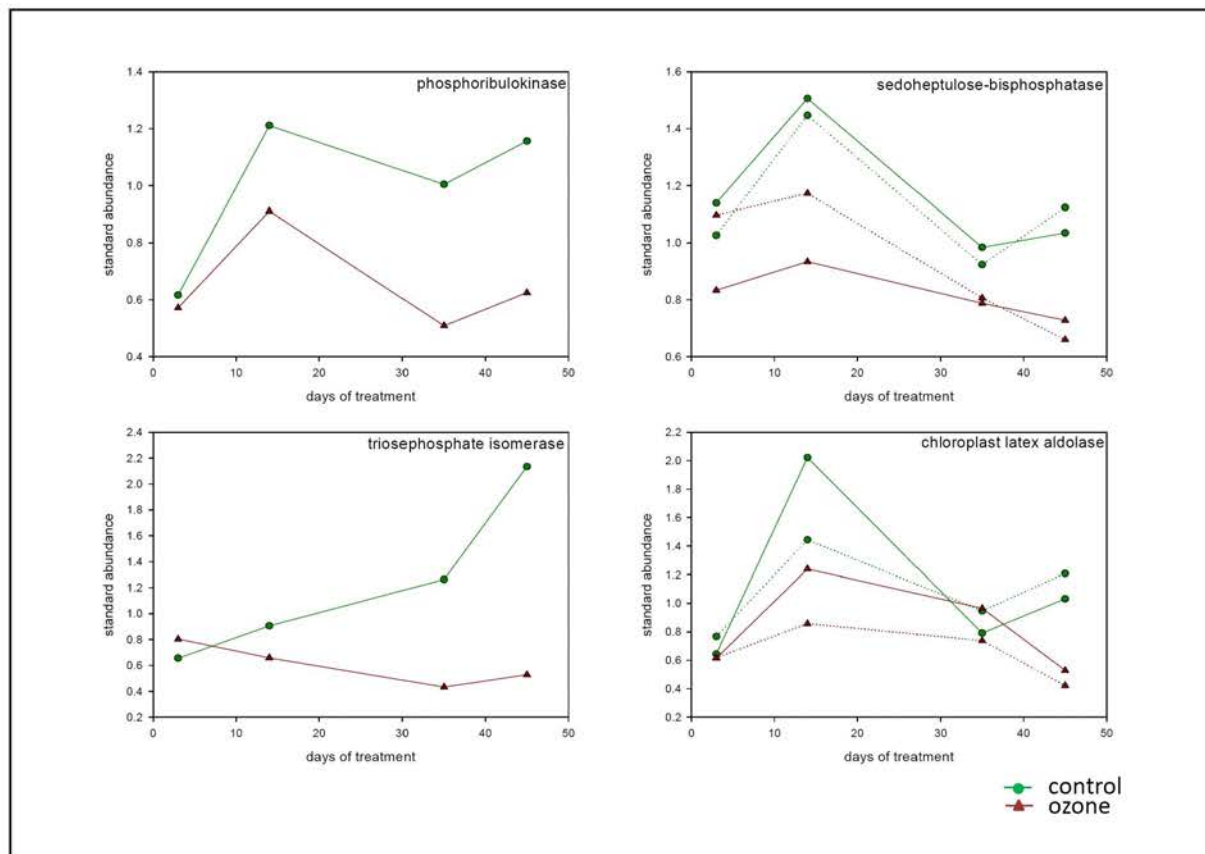 phosphoribulokinase
1.4
1.2
1.0
0.8
0.6
0.4
standard abundance
0 10 20 30 40 50
days of treatment
sedoheptulose-bisphosphatase
1.6
1.4
1.2
1.0
0.8
0.6
standard abundance
0 10 20 30 40 50
days of treatment
triosephosphate isomerase
2.4
2.2
2.0
1.8
1.6
1.4
1.2
1.0
0.8
0.6
0.4
0.2
standard abundance
0 10 20 30 40 50
days of treatment
chloroplast latex aldolase
2.2
2.0
1.8
1.6
1.4
1.2
1.0
0.8
0.6
0.4
0.2
standard abundance
0 10 20 30 40 50
days of treatment
control
ozone